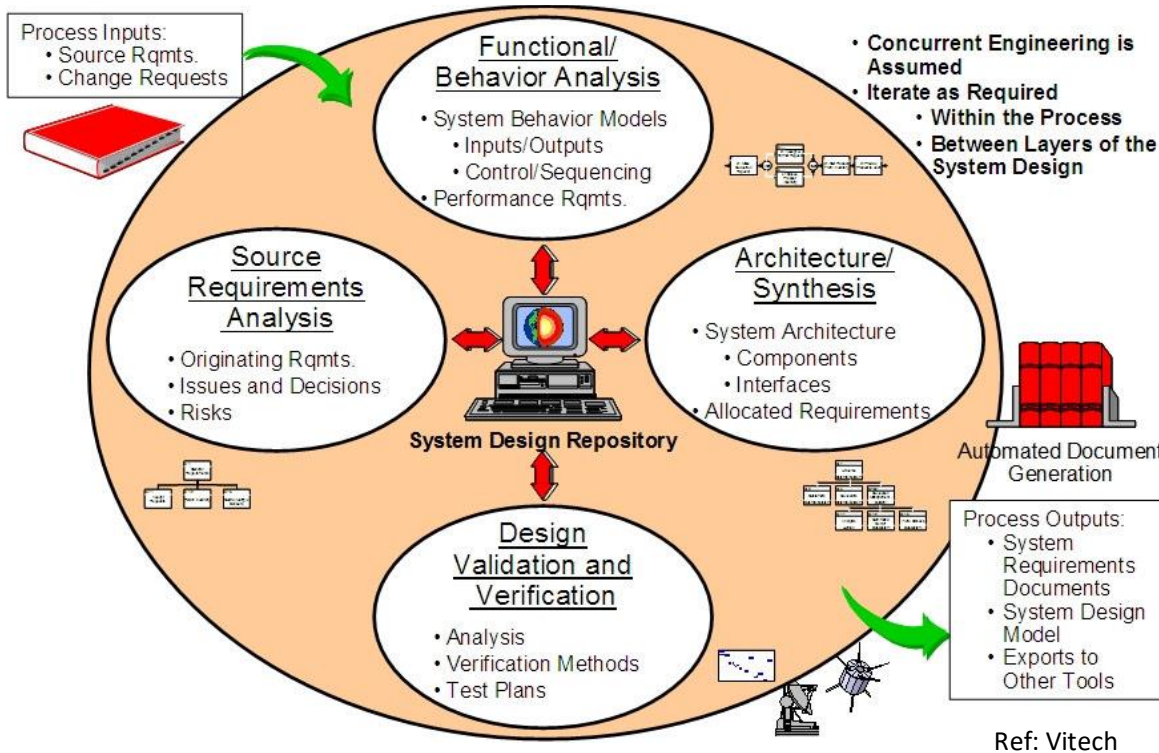 Process Inputs:
• Source Rqmts.
• Change Requests
Functional/
Behavior Analysis
• System Behavior Models
• Inputs/Outputs
• Control/Sequencing
• Performance Rqmts.
• Concurrent Engineering is
Assumed
• Iterate as Required
• Within the Process
• Between Layers of the
System Design
Source
Requirements
Analysis
• Originating Rqmts.
• Issues and Decisions
• Risks
Architecture/
Synthesis
• System Architecture
• Components
• Interfaces
• Allocated Requirements
System Design Repository
Automated Document
Generation
Design
Validation and
Verification
• Analysis
• Verification Methods
• Test Plans
Process Outputs:
• System
Requirements
Documents
• System Design
Model
• Exports to
Other Tools
Ref: Vitech